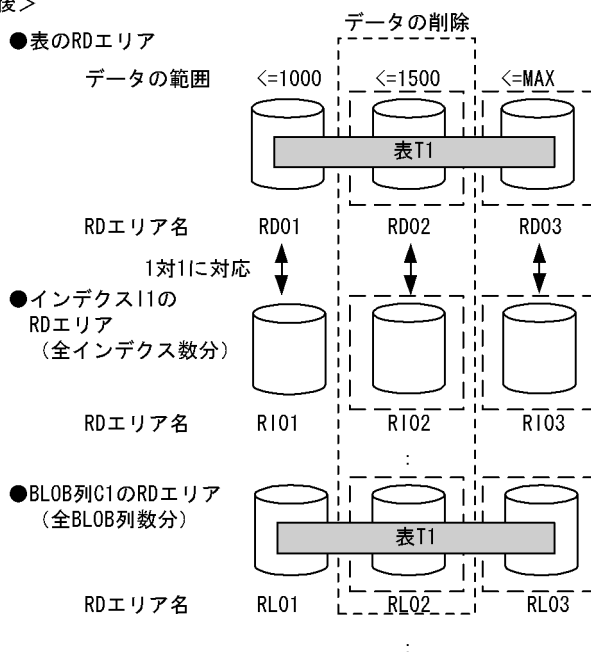 後＞
データの削除
●表のRDエリア
データの範囲 <=1000 <=1500 <=MAX
表T1
RDエリア名 RD01 RD02 RD03
1対1に対応
●インデクスI1の
RDエリア
（全インデクス数分）
RDエリア名 RI01 RI02 RI03
:
●BLOB列C1のRDエリア
（全BLOB列数分）
表T1
RDエリア名 RL01 RL02 RL03
: